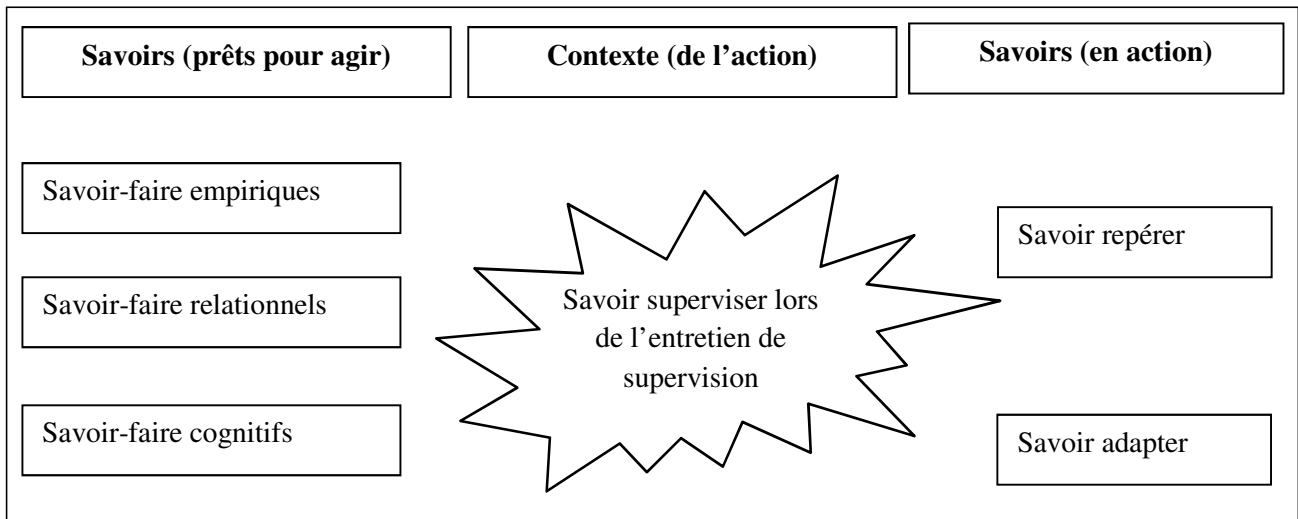 Savoirs (prêts pour agir)
Contexte (de l’action)
Savoirs (en action)
Savoir-faire empiriques
Savoir-faire relationnels
Savoir-faire cognitifs
Savoir superviser lors
de l’entretien de
supervision
Savoir repérer
Savoir adapter